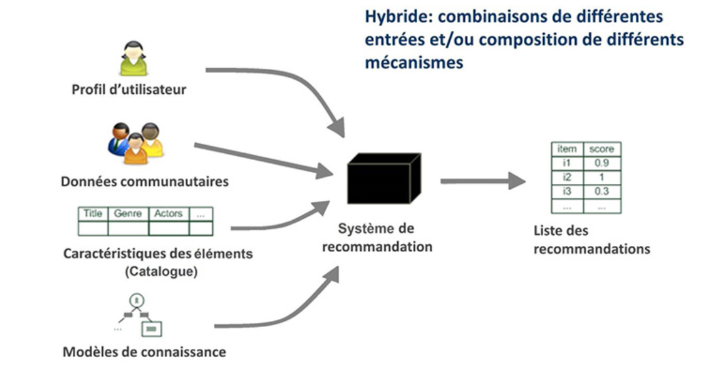 Hybride: combinaisons de différentes
entrées et/ou composition de différents
mécanismes
Profil d'utilisateur
Données communautaires
Title Genre Actors ...
Caractéristiques des éléments
(Catalogue)
Modèles de connaissance
Système de
recommandation
item score
i1 0.9
i2 1
i3 0.3
... ...
Liste des
recommandations